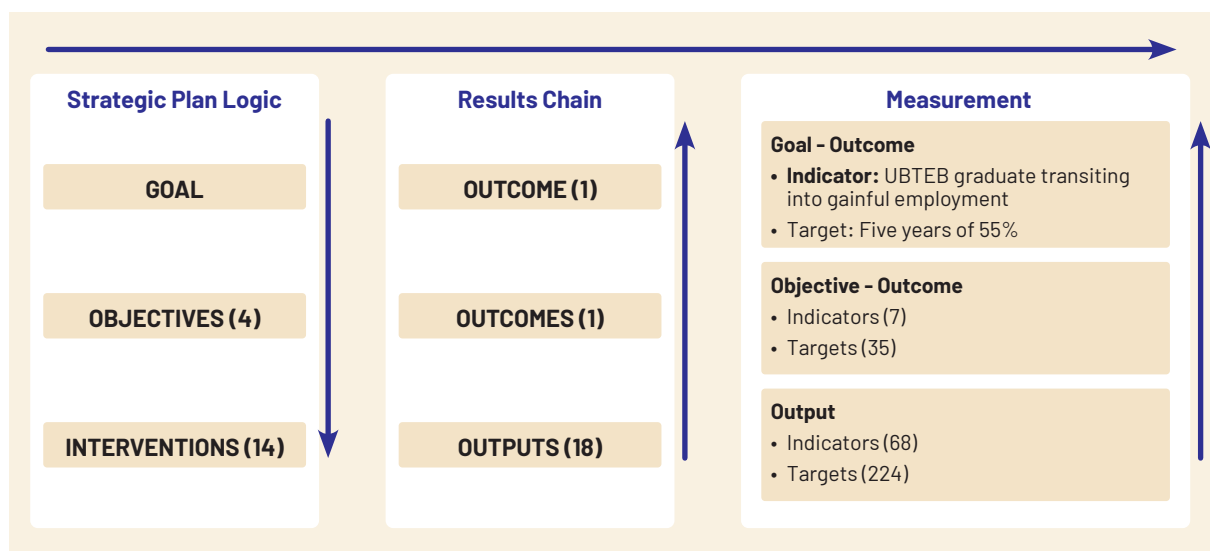 Strategic Plan Logic
GOAL
OBJECTIVES (4)
INTERVENTIONS (14)
Results Chain
OUTCOME (1)
OUTCOMES (1)
OUTPUTS (18)
Measurement
Goal - Outcome
• Indicator: UBTEB graduate transiting
into gainful employment
• Target: Five years of 55%
Objective - Outcome
• Indicators (7)
• Targets (35)
Output
• Indicators (68)
• Targets (224)